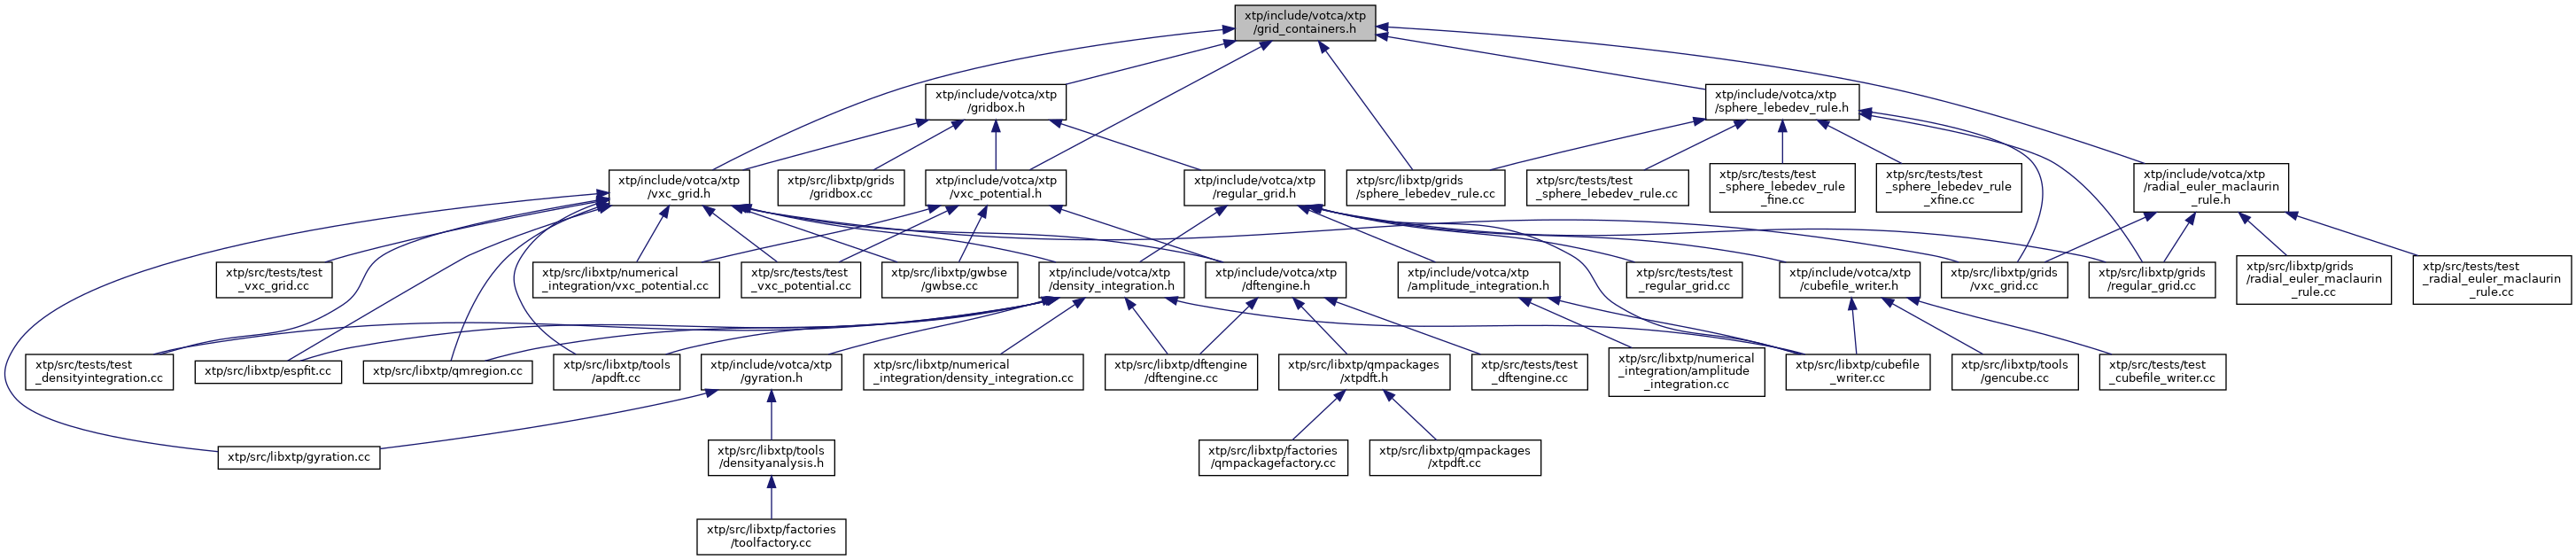 xtp/include/votca/xtp
/grid_containers.h
xtp/include/votca/xtp
/gridbox.h
xtp/include/votca/xtp
/sphere_lebedev_rule.h
xtp/include/votca/xtp
/vxc_grid.h
xtp/src/libxtp/grids
/gridbox.cc
xtp/include/votca/xtp
/vxc_potential.h
xtp/include/votca/xtp
/regular_grid.h
xtp/src/libxtp/grids
/sphere_lebedev_rule.cc
xtp/src/tests/test
_sphere_lebedev_rule.cc
xtp/src/tests/test
_sphere_lebedev_rule
_fine.cc
xtp/src/tests/test
_sphere_lebedev_rule
_xfine.cc
xtp/include/votca/xtp
/radial_euler_maclaurin
_rule.h
xtp/src/tests/test
_vxc_grid.cc
xtp/src/libxtp/numerical
_integration/vxc_potential.cc
xtp/src/tests/test
_vxc_potential.cc
xtp/src/libxtp/gwbse
/gwbse.cc
xtp/include/votca/xtp
/density_integration.h
xtp/include/votca/xtp
/dftengine.h
xtp/include/votca/xtp
/amplitude_integration.h
xtp/src/tests/test
_regular_grid.cc
xtp/include/votca/xtp
/cubefile_writer.h
xtp/src/libxtp/grids
/vxc_grid.cc
xtp/src/libxtp/grids
/regular_grid.cc
xtp/src/libxtp/grids
/radial_euler_maclaurin
_rule.cc
xtp/src/tests/test
_radial_euler_maclaurin
_rule.cc
xtp/src/tests/test
_densityintegration.cc
xtp/src/libxtp/espfit.cc
xtp/src/libxtp/qmregion.cc
xtp/src/libxtp/tools
/apdft.cc
xtp/include/votca/xtp
/gyration.h
xtp/src/libxtp/numerical
_integration/density_integration.cc
xtp/src/libxtp/dftengine
/dftengine.cc
xtp/src/libxtp/qmpackages
/xtpdft.h
xtp/src/tests/test
_dftengine.cc
xtp/src/libxtp/numerical
_integration/amplitude
_integration.cc
xtp/src/libxtp/cubefile
_writer.cc
xtp/src/libxtp/tools
/gencube.cc
xtp/src/tests/test
_cubefile_writer.cc
xtp/src/libxtp/gyration.cc
xtp/src/libxtp/tools
/densityanalysis.h
xtp/src/libxtp/factories
/qmpackagefactory.cc
xtp/src/libxtp/qmpackages
/xtpdft.cc
xtp/src/libxtp/factories
/toolfactory.cc